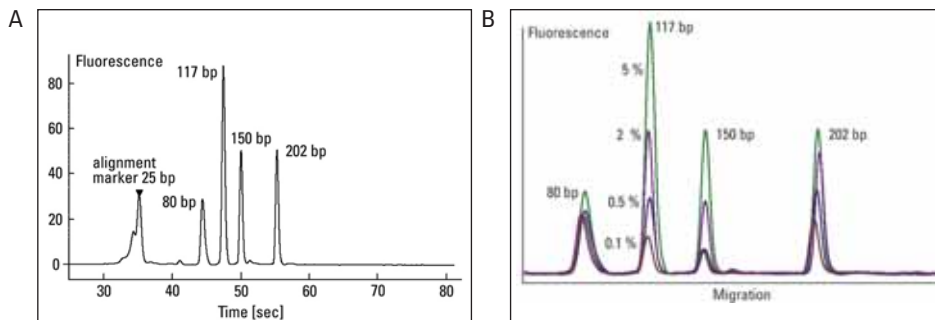 A
Fluorescence
80
60
40
20
0
117 bp
150 bp
202 bp
alignment
marker 25 bp
80 bp
30
40
50
60
70
80
Time [sec]
B
Fluorescence
117 bp
5 %
2 %
150 bp
202 bp
80 bp
0.5 %
0.1 %
Migration